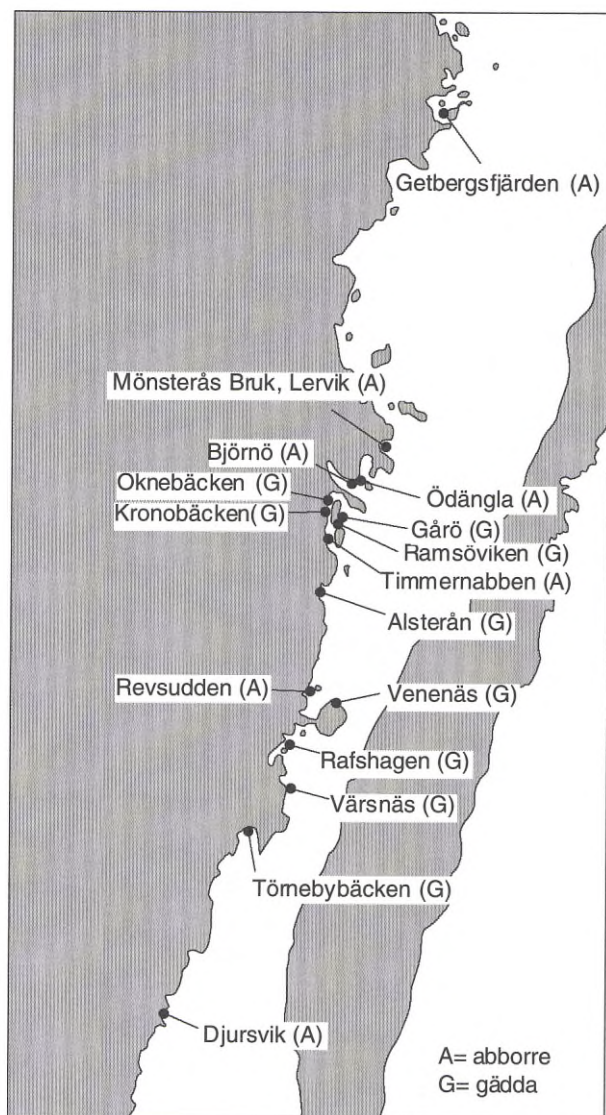 Getbergsfjärden (A)
Mönsterås Bruk, Lervik (A)
Björnö (A)
Oknebäcken (G)
Ödängla (A)
Kronobäcken(G)
Gårö (G)
Ramsöviken (G)
Timmernabben (A)
Alsterån (G)
Revsudden (A)
Venenäs (G)
Rafshagen (G)
Värsnäs (G)
Törnebybäcken (G)
Djursvik (A)
A= abborre
G= gädda